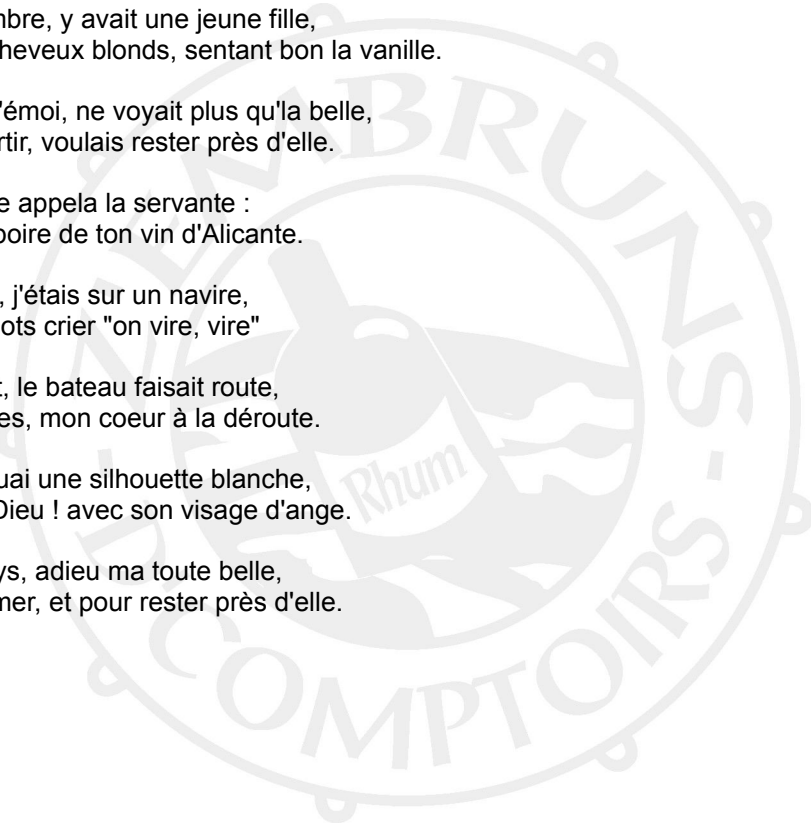 mbre, y avait une jeune fille,
heveux blonds, sentant bon la vanille.
'émoi, ne voyait plus qu'la belle,
rtir, voulais rester près d'elle.
e appela la servante :
boire de ton vin d'Alicante.
, j'étais sur un navire,
ots crier "on vire, vire"
t, le bateau faisait route,
es, mon coeur à la déroute.
uai une silhouette blanche,
Dieu ! avec son visage d'ange.
ys, adieu ma toute belle,
mer, et pour rester près d'elle.
D'ZEMBRUNS - D'COMPTOIRS -
Rhum